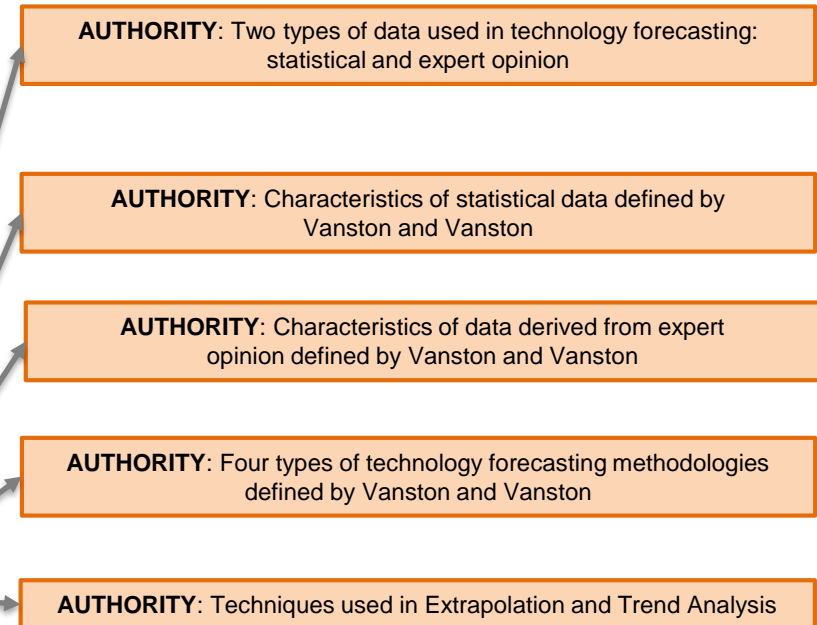 AUTHORITY: Two types of data used in technology forecasting:
statistical and expert opinion
AUTHORITY: Characteristics of statistical data defined by
Vanston and Vanston
AUTHORITY: Characteristics of data derived from expert
opinion defined by Vanston and Vanston
AUTHORITY: Four types of technology forecasting methodologies
defined by Vanston and Vanston
AUTHORITY: Techniques used in Extrapolation and Trend Analysis